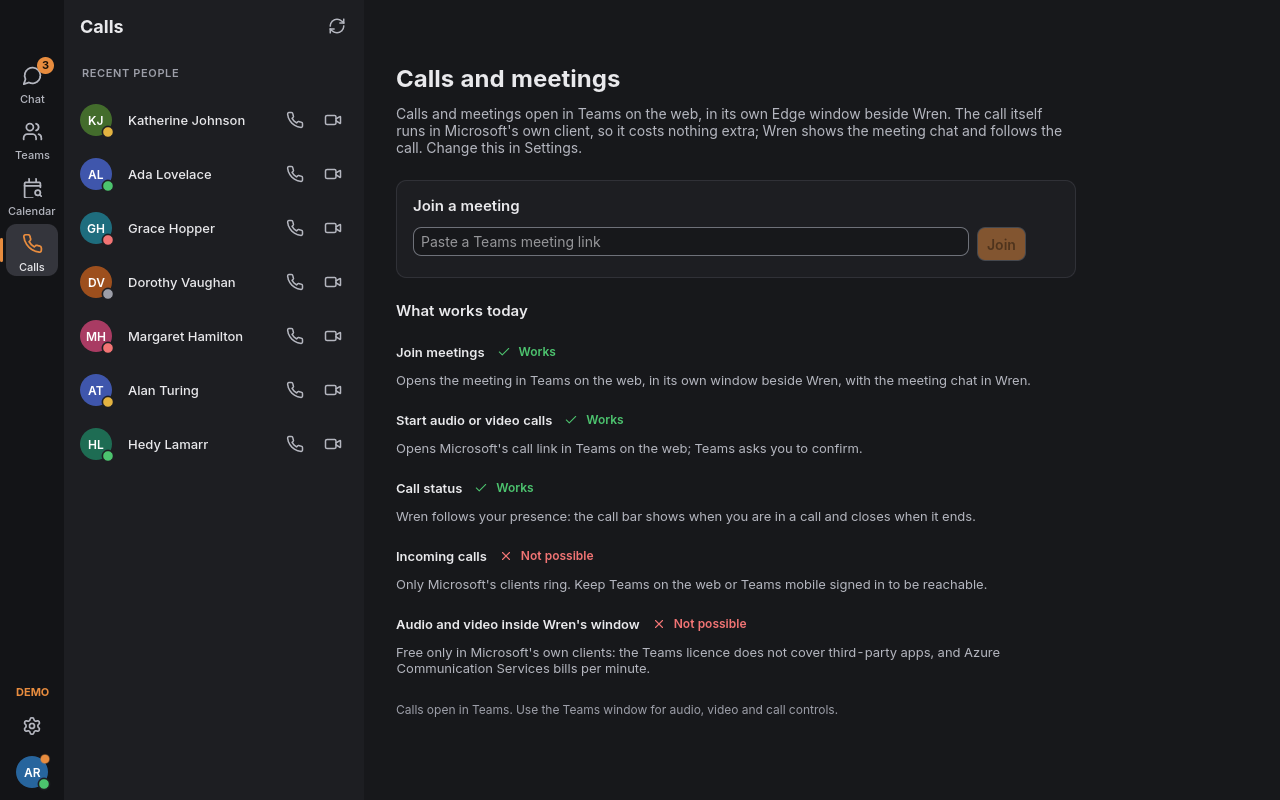 Calls
3
Chat
Teams
Calendar
Calls
DEMO
AR
RECENT PEOPLE
KJ Katherine Johnson
AL Ada Lovelace
GH Grace Hopper
DV Dorothy Vaughan
MH Margaret Hamilton
AT Alan Turing
HL Hedy Lamarr
Calls and meetings
Calls and meetings open in Teams on the web, in its own Edge window beside Wren. The call itself
runs in Microsoft's own client, so it costs nothing extra; Wren shows the meeting chat and follows the
call. Change this in Settings.
Join a meeting
Paste a Teams meeting link
Join
What works today
Join meetings Works
Opens the meeting in Teams on the web, in its own window beside Wren, with the meeting chat in Wren.
Start audio or video calls Works
Opens Microsoft's call link in Teams on the web; Teams asks you to confirm.
Call status Works
Wren follows your presence: the call bar shows when you are in a call and closes when it ends.
Incoming calls Not possible
Only Microsoft's clients ring. Keep Teams on the web or Teams mobile signed in to be reachable.
Audio and video inside Wren's window Not possible
Free only in Microsoft's own clients: the Teams licence does not cover third-party apps, and Azure
Communication Services bills per minute.
Calls open in Teams. Use the Teams window for audio, video and call controls.